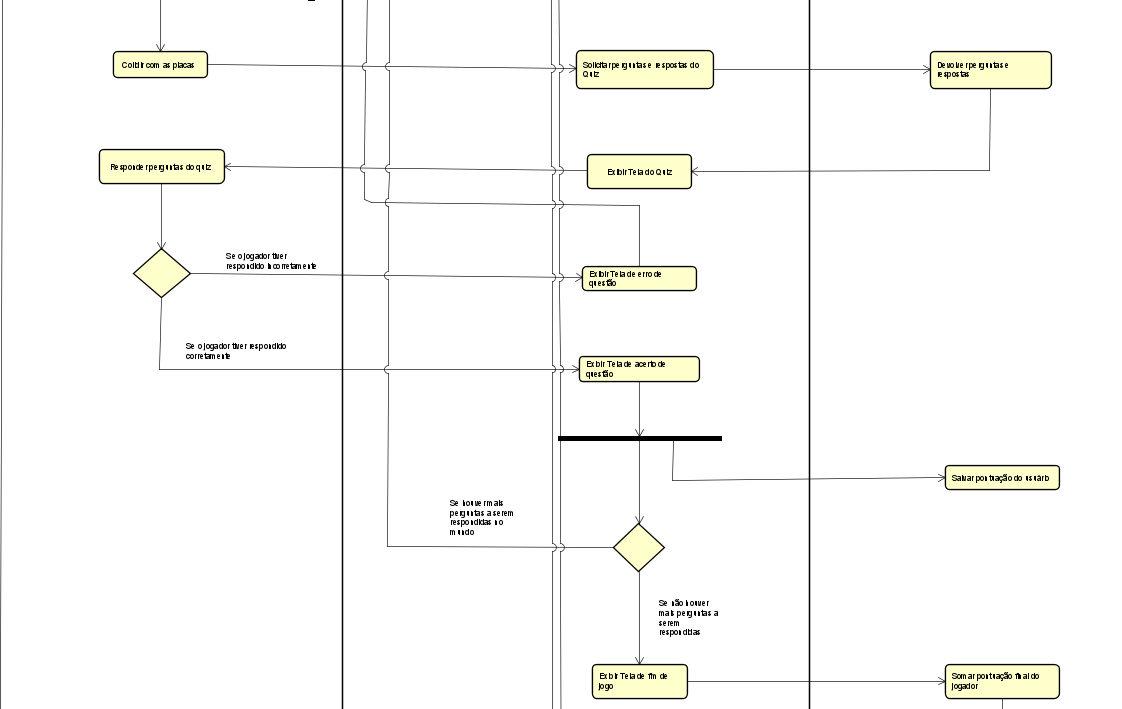 Colidir com as placas
Solicitar perguntas e respostas do
Quiz
Devolver perguntas e
respostas
Responder perguntas do quiz
Exibir Tela do Quiz
Se o jogador tiver
respondido incorretamente
Exibir Tela de erro de
questão
Se o jogador tiver respondido
corretamente
Exibir Tela de acerto de
questão
Salvar pontuação do usuário
Se houver mais
perguntas a serem
respondidas no
mundo
Se não houver
mais perguntas a
serem
respondidas
Exibir Tela de fim de
jogo
Somar pontuação final do
jogador